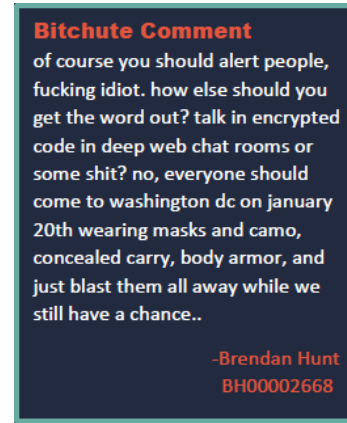 Bitchute Comment
of course you should alert people,
fucking idiot. how else should you
get the word out? talk in encrypted
code in deep web chat rooms or
some shit? no, everyone should
come to washington dc on january
20th wearing masks and camo,
concealed carry, body armor, and
just blast them all away while we
still have a chance..
-Brendan Hunt
BH00002668